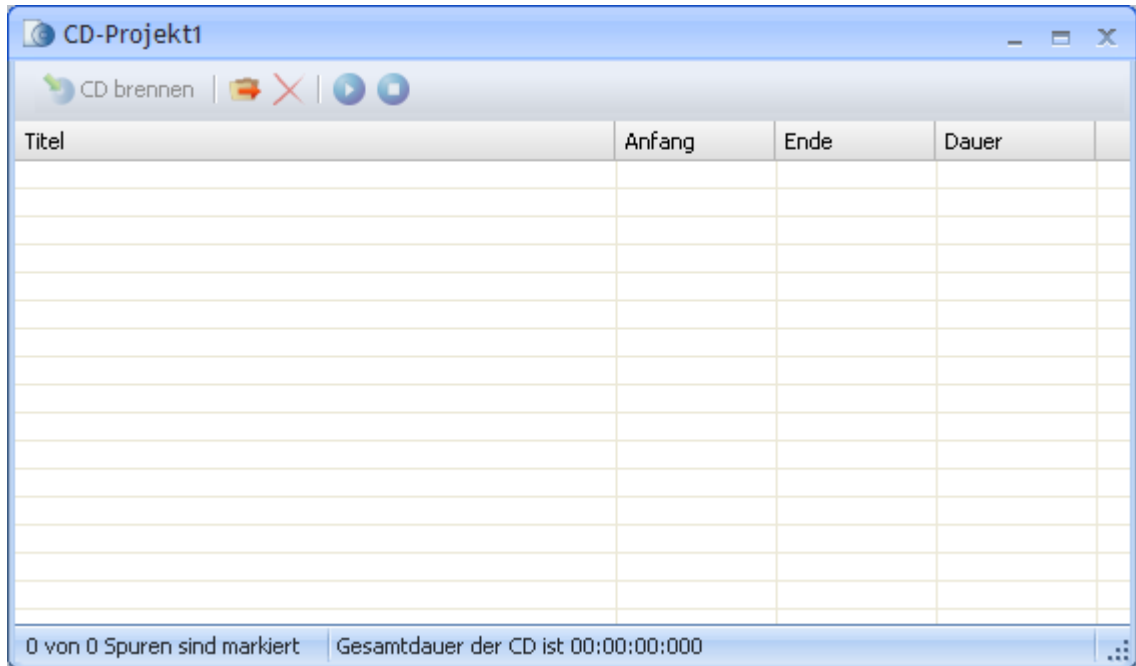 CD-Projekt1
CD brennen
Titel Anfang Ende Dauer
0 von 0 Spuren sind markiert Gesamtdauer der CD ist 00:00:00:000